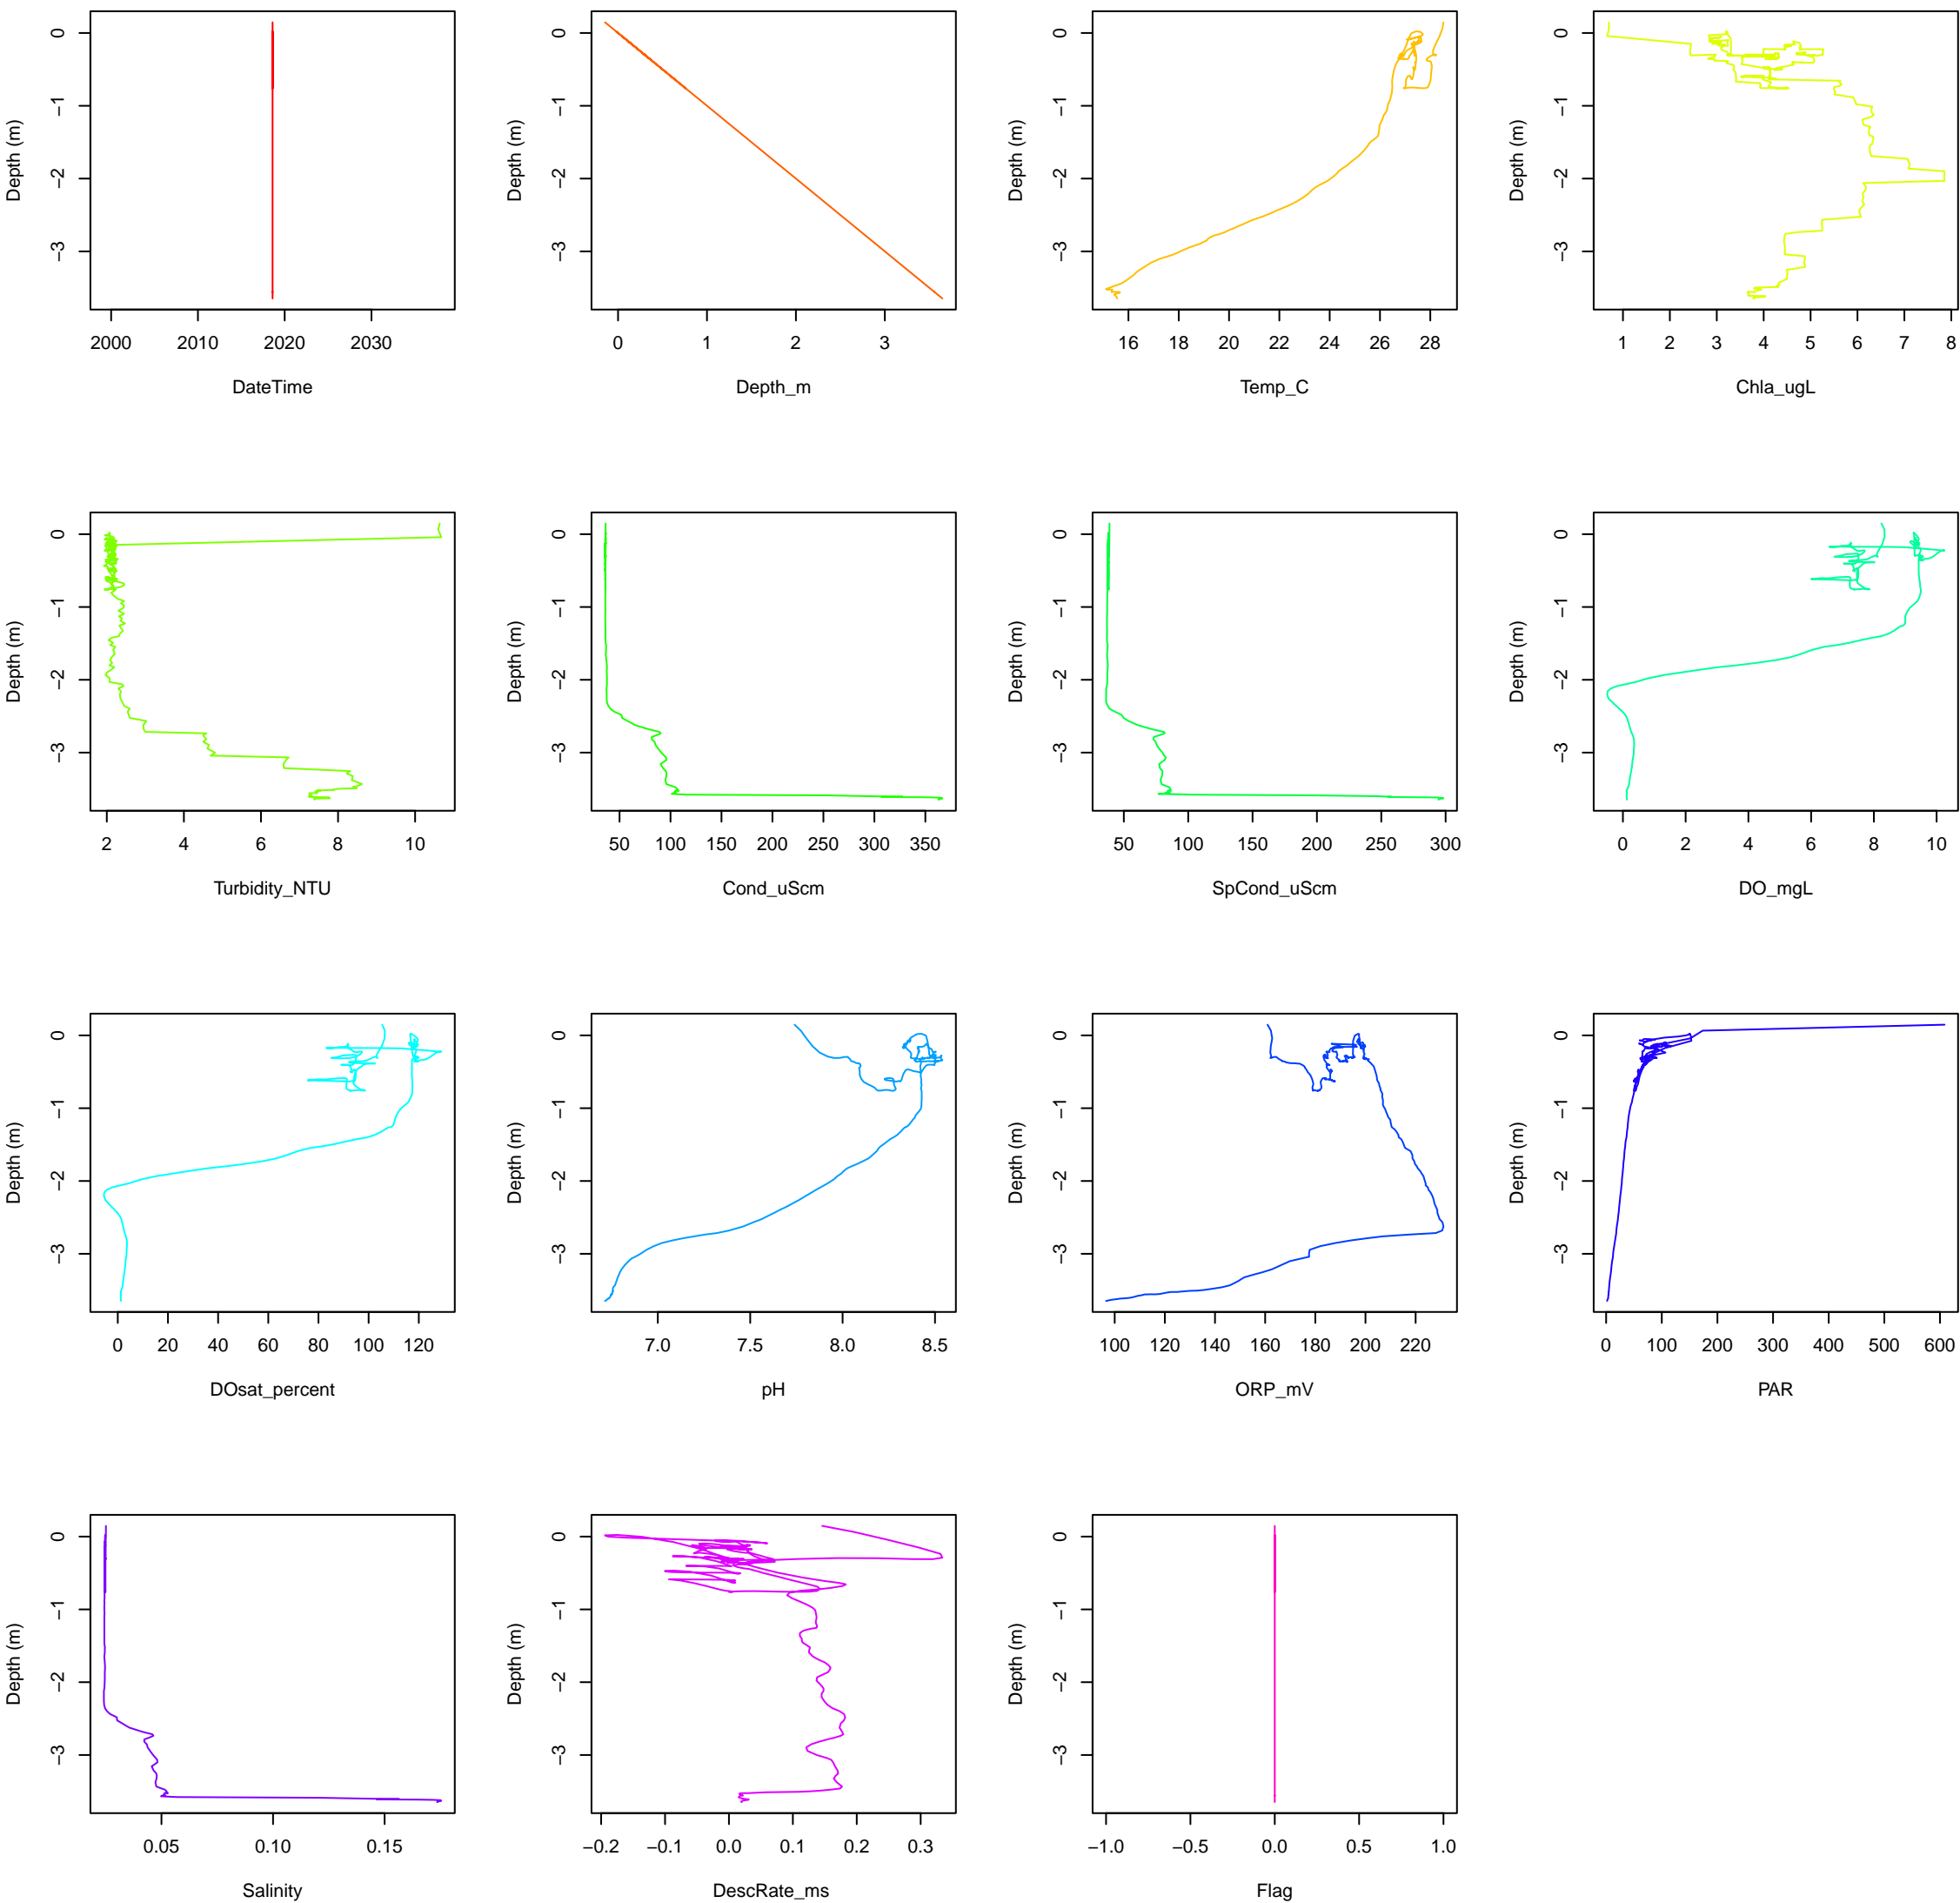 Depth (m)
0
−1
−2
−3
2000 2010 2020 2030
DateTime
Depth (m)
0
−1
−2
−3
0 1 2 3
Depth_m
Depth (m)
0
−1
−2
−3
16 18 20 22 24 26 28
Temp_C
Depth (m)
0
−1
−2
−3
1 2 3 4 5 6 7 8
Chla_ugL
Depth (m)
0
−1
−2
−3
2 4 6 8 10
Turbidity_NTU
Depth (m)
0
−1
−2
−3
50 100 150 200 250 300 350
Cond_uScm
Depth (m)
0
−1
−2
−3
50 100 150 200 250 300
SpCond_uScm
Depth (m)
0
−1
−2
−3
0 2 4 6 8 10
DO_mgL
Depth (m)
0
−1
−2
−3
0 20 40 60 80 100 120
DOsat_percent
Depth (m)
0
−1
−2
−3
7.0 7.5 8.0 8.5
pH
Depth (m)
0
−1
−2
−3
100 120 140 160 180 200 220
ORP_mV
Depth (m)
0
−1
−2
−3
0 100 200 300 400 500 600
PAR
Depth (m)
0
−1
−2
−3
0.05 0.10 0.15
Salinity
Depth (m)
0
−1
−2
−3
−0.2 −0.1 0.0 0.1 0.2 0.3
DescRate_ms
Depth (m)
0
−1
−2
−3
−1.0 −0.5 0.0 0.5 1.0
Flag